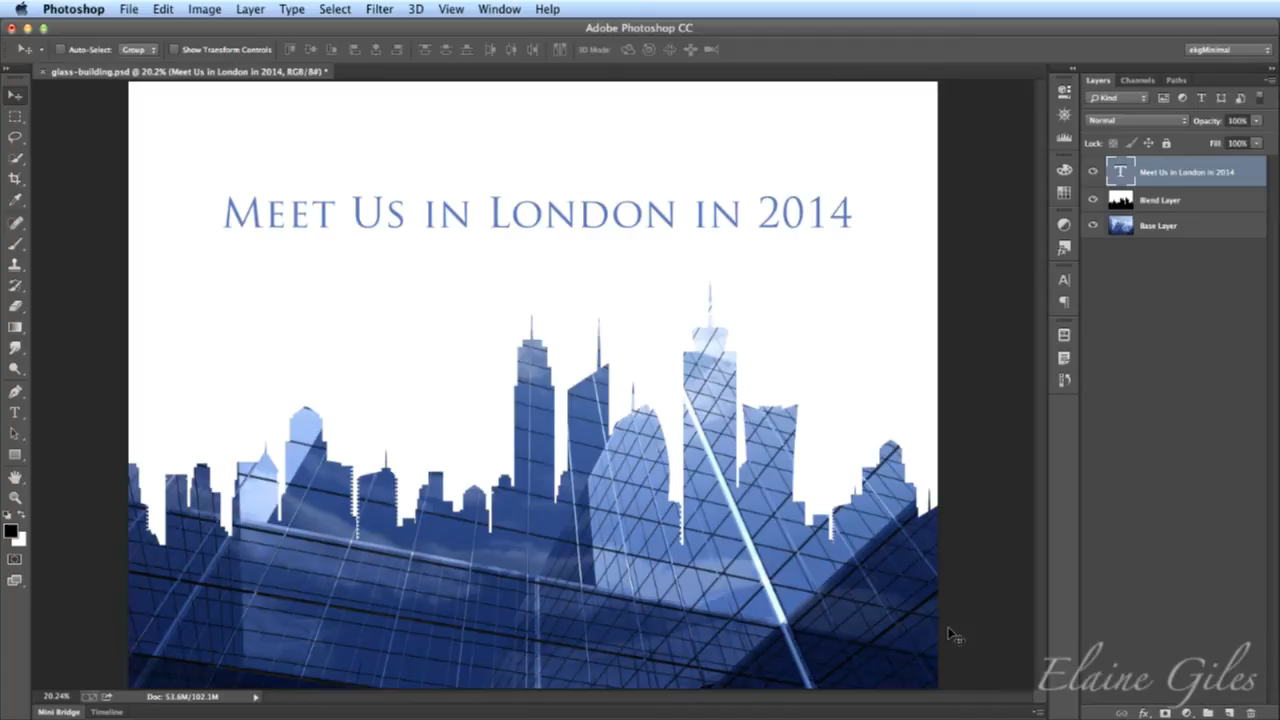 Photoshop File Edit Image Layer Type Select Filter 3D View Window Help
Adobe Photoshop CC
Auto-Select: Group Show Transform Controls 3D Mode: ekgMinimal
glass-building.psd @ 20.2% (Meet Us in London in 2014, RGB/8#) *
Layers Channels Paths
Kind
Normal Opacity: 100%
Lock: Fill: 100%
Meet Us in London in 2014
Blend Layer
Base Layer
Meet Us in London in 2014
Elaine Giles
20.24% Doc: 53.6M/102.1M
Mini Bridge Timeline